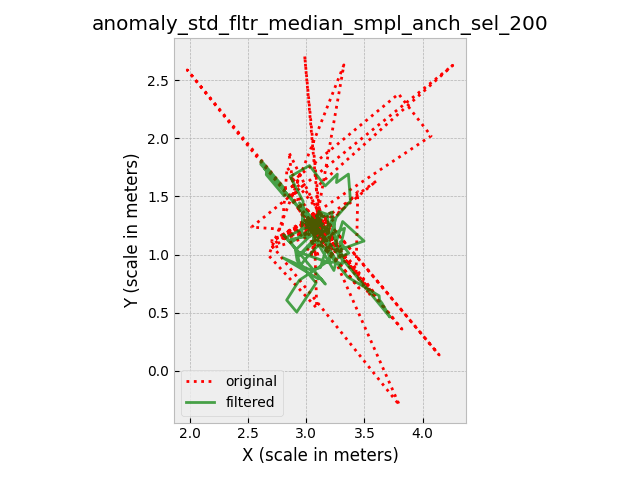 anomaly_std_fltr_median_smpl_anch_sel_200
Y (scale in meters)
2.5
2.0
1.5
1.0
0.5
0.0
original
filtered
2.0 2.5 3.0 3.5 4.0
X (scale in meters)